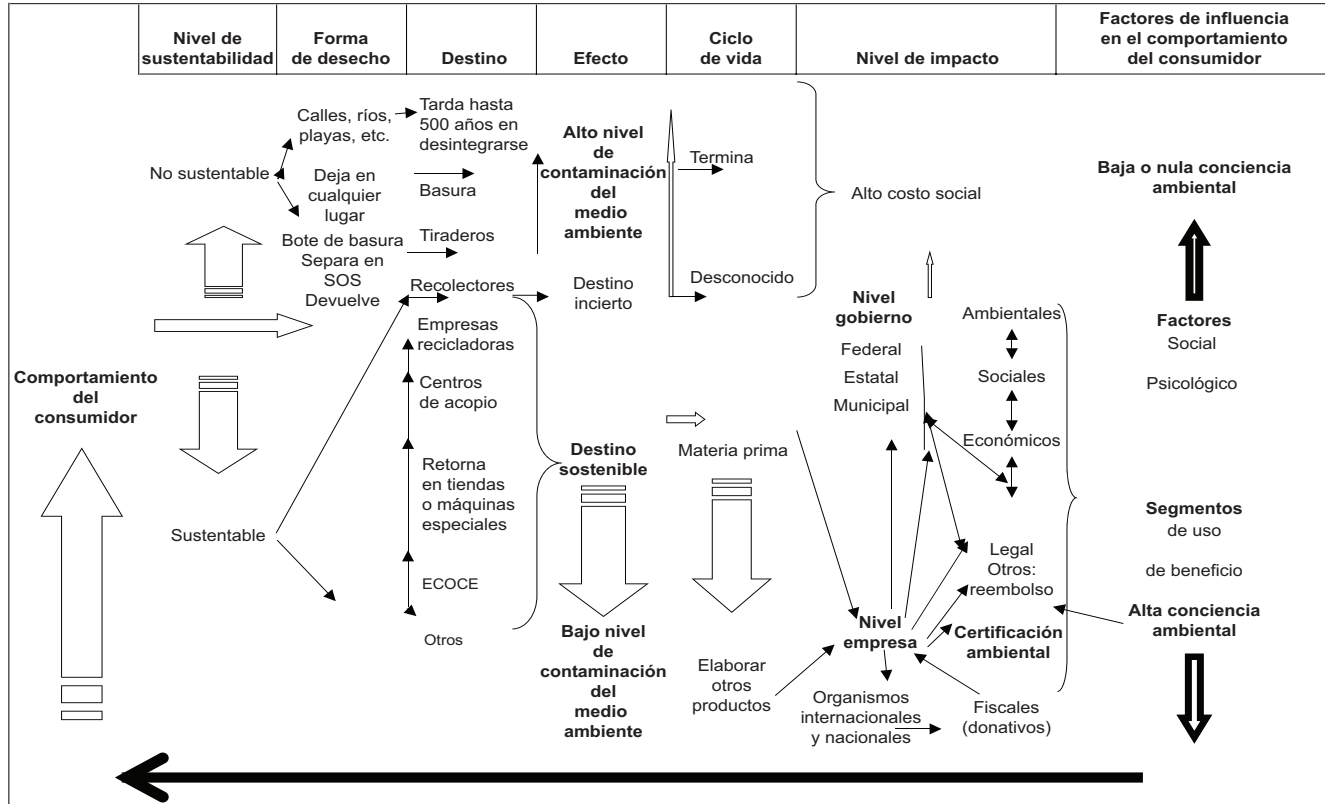 Nivel de
sustentabilidad
Forma
de desecho
Destino
Efecto
Ciclo
de vida
Nivel de impacto
Factores de influencia
en el comportamiento
del consumidor
Comportamiento
del
consumidor
No sustentable
Sustentable
Calles, ríos,
playas, etc.
Deja en
cualquier
lugar
Bote de basura
Separa en
SOS
Devuelve
Tarda hasta
500 años en
desintegrarse
Basura
Tiraderos
Recolectores
Empresas
recicladoras
Centros
de acopio
Retorna
en tiendas
o máquinas
especiales
ECOCE
Otros
Alto nivel
de
contaminación
del
medio
ambiente
Destino
incierto
Destino
sostenible
Bajo nivel
de
contaminación
del
medio
ambiente
Termina
Desconocido
Materia prima
Elaborar
otros
productos
Alto costo social
Nivel
gobierno
Federal
Estatal
Municipal
Ambientales
Sociales
Económicos
Legal
Otros:
reembolso
Nivel
empresa
Certificación
ambiental
Organismos
internacionales
y nacionales
Fiscales
(donativos)
Baja o nula conciencia
ambiental
Factores
Social
Psicológico
Segmentos
de uso
de beneficio
Alta conciencia
ambiental